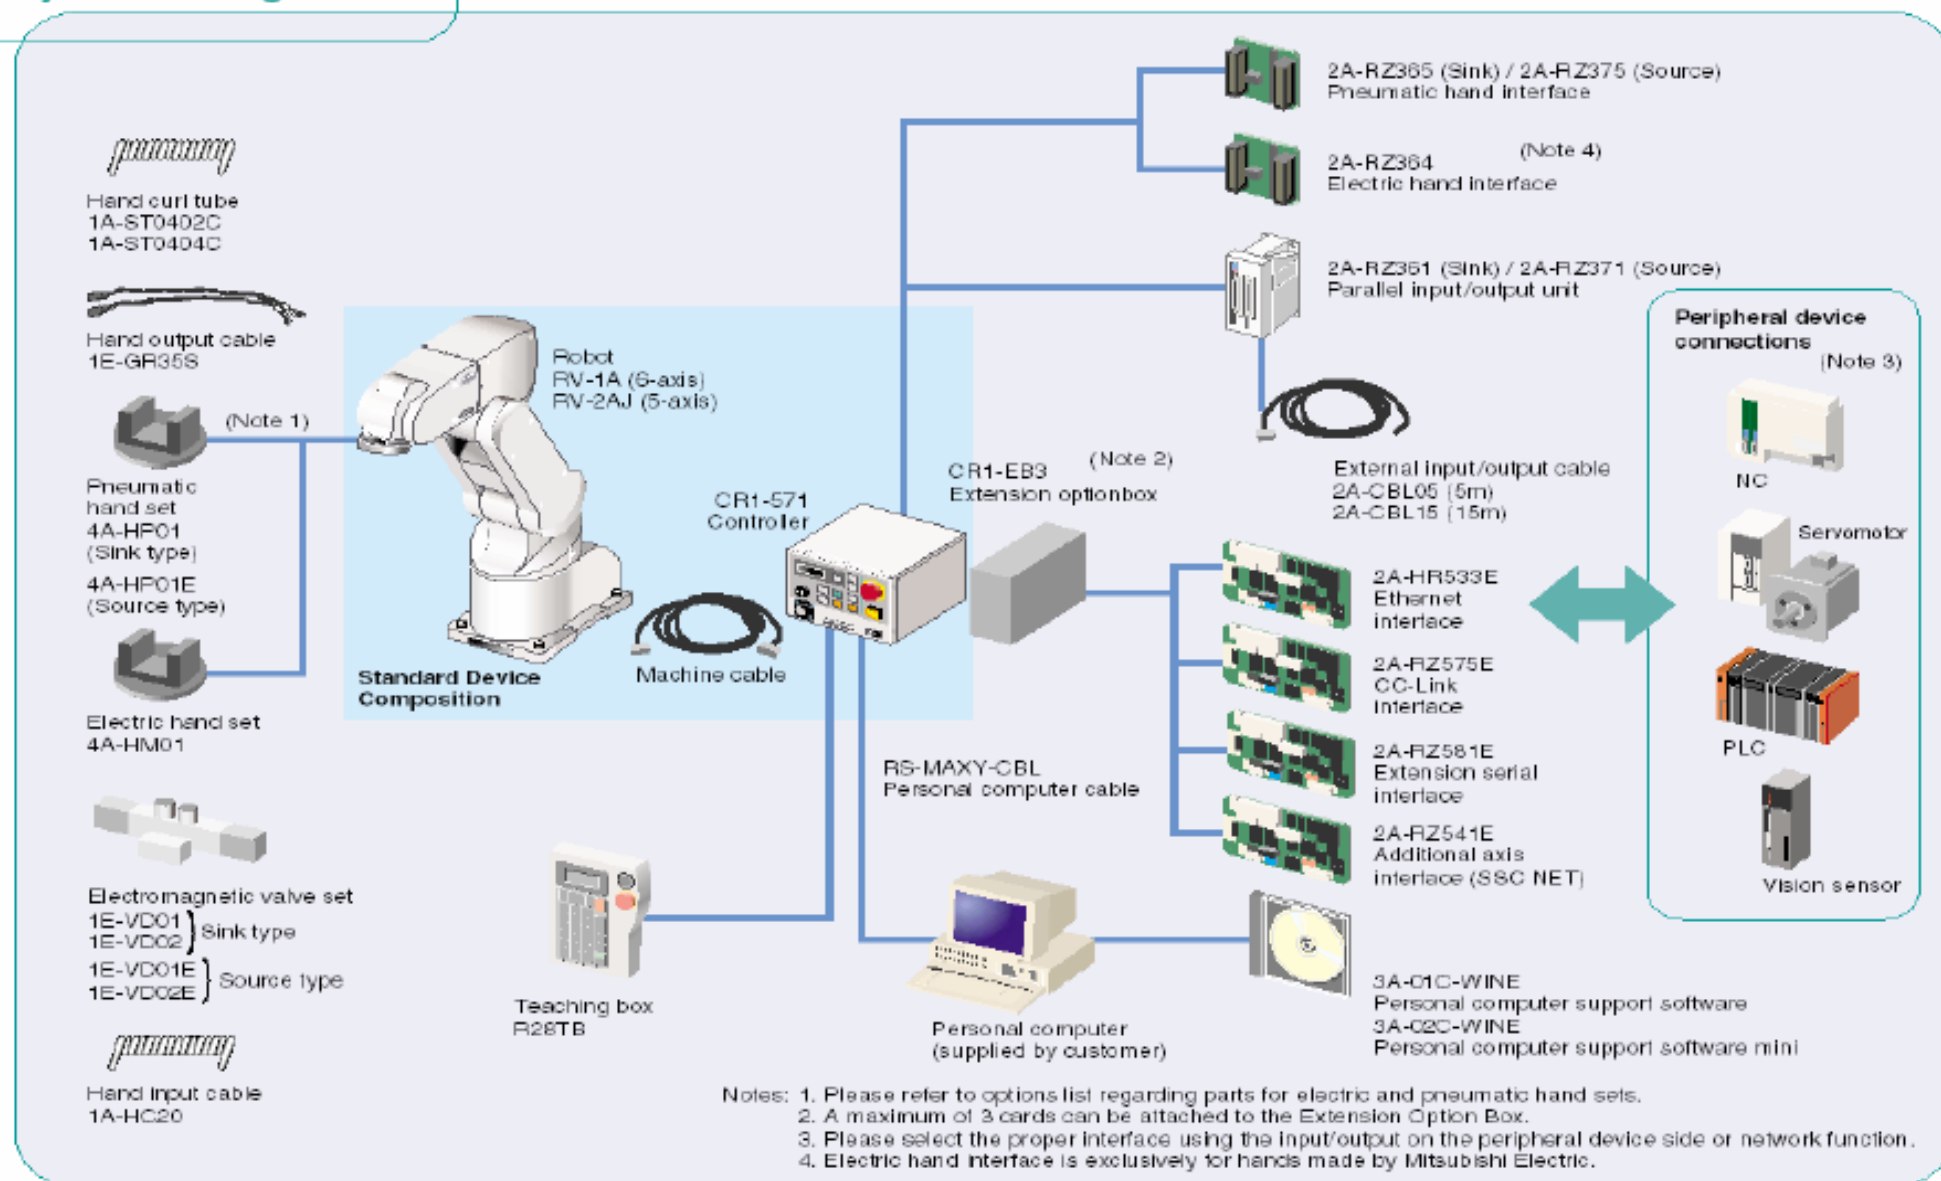 2A-RZ365 (Sink) / 2A-RZ375 (Source)
Pneumatic hand interface
2A-RZ364
(Note 4)
Electric hand interface
Hand curl tube
1A-ST0402C
1A-ST0404C
2A-RZ361 (Sink) / 2A-RZ371 (Source)
Parallel input/output unit
Hand output cable
1E-GR35S
(Note 1)
Pneumatic
hand set
4A-HP01
(Sink type)
4A-HP01E
(Source type)
Electric hand set
4A-HM01
Electromagnetic valve set
1E-VD01
1E-VD02
Sink type
1E-VD01E
1E-VD02E
Source type
Hand input cable
1A-HC20
Robot
RV-1A (6-axis)
RV-2AJ (5-axis)
CR1-571
Controller
Machine cable
Standard Device
Composition
CR1-EB3
(Note 2)
Extension optionbox
External input/output cable
2A-CBL05 (5m)
2A-CBL15 (15m)
2A-HR533E
Ethernet
interface
2A-RZ575E
CC-Link
interface
2A-RZ581E
Extension serial
interface
2A-RZ541E
Additional axis
interface (SSC NET)
Peripheral device
connections
(Note 3)
NC
Servomotor
PLC
Vision sensor
RS-MAXY-CBL
Personal computer cable
Teaching box
R28TB
Personal computer
(supplied by customer)
3A-01C-WINE
Personal computer support software
3A-02C-WINE
Personal computer support software mini
Notes: 1. Please refer to options list regarding parts for electric and pneumatic hand sets.
2. A maximum of 3 cards can be attached to the Extension Option Box.
3. Please select the proper interface using the input/output on the peripheral device side or network function.
4. Electric hand interface is exclusively for hands made by Mitsubishi Electric.